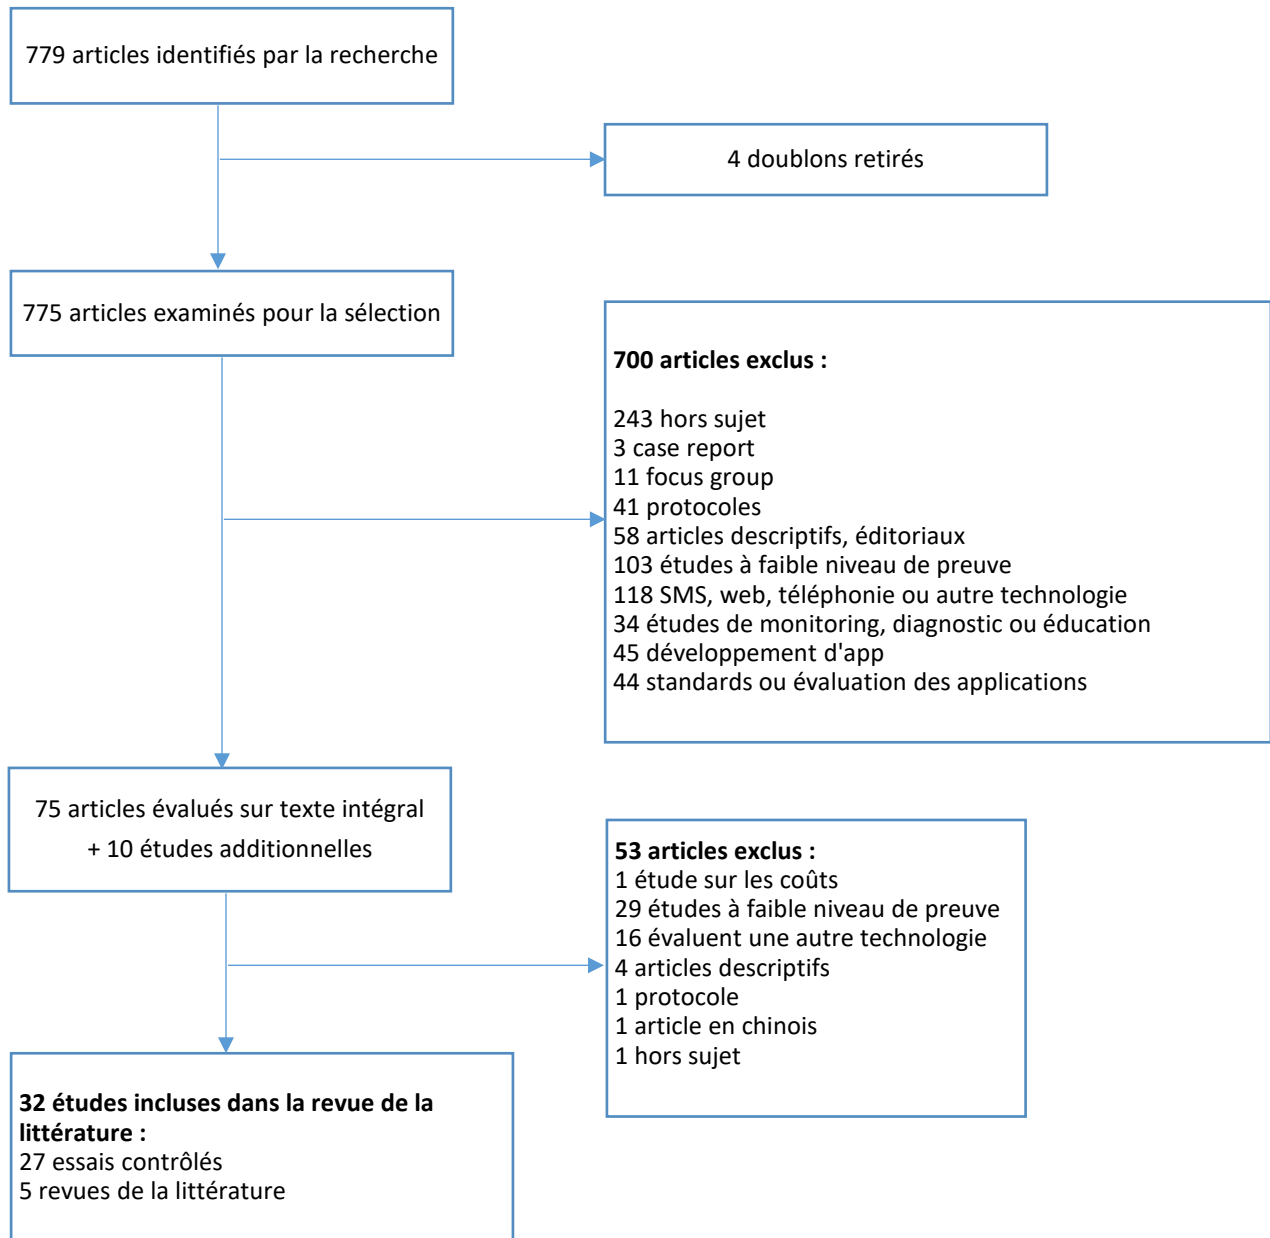 779 articles identifiés par la recherche
4 doublons retirés
775 articles examinés pour la sélection
700 articles exclus :
243 hors sujet
3 case report
11 focus group
41 protocoles
58 articles descriptifs, éditoriaux
103 études à faible niveau de preuve
118 SMS, web, téléphonie ou autre technologie
34 études de monitoring, diagnostic ou éducation
45 développement d'app
44 standards ou évaluation des applications
75 articles évalués sur texte intégral
+ 10 études additionnelles
53 articles exclus :
1 étude sur les coûts
29 études à faible niveau de preuve
16 évaluent une autre technologie
4 articles descriptifs
1 protocole
1 article en chinois
1 hors sujet
32 études incluses dans la revue de la
littérature :
27 essais contrôlés
5 revues de la littérature